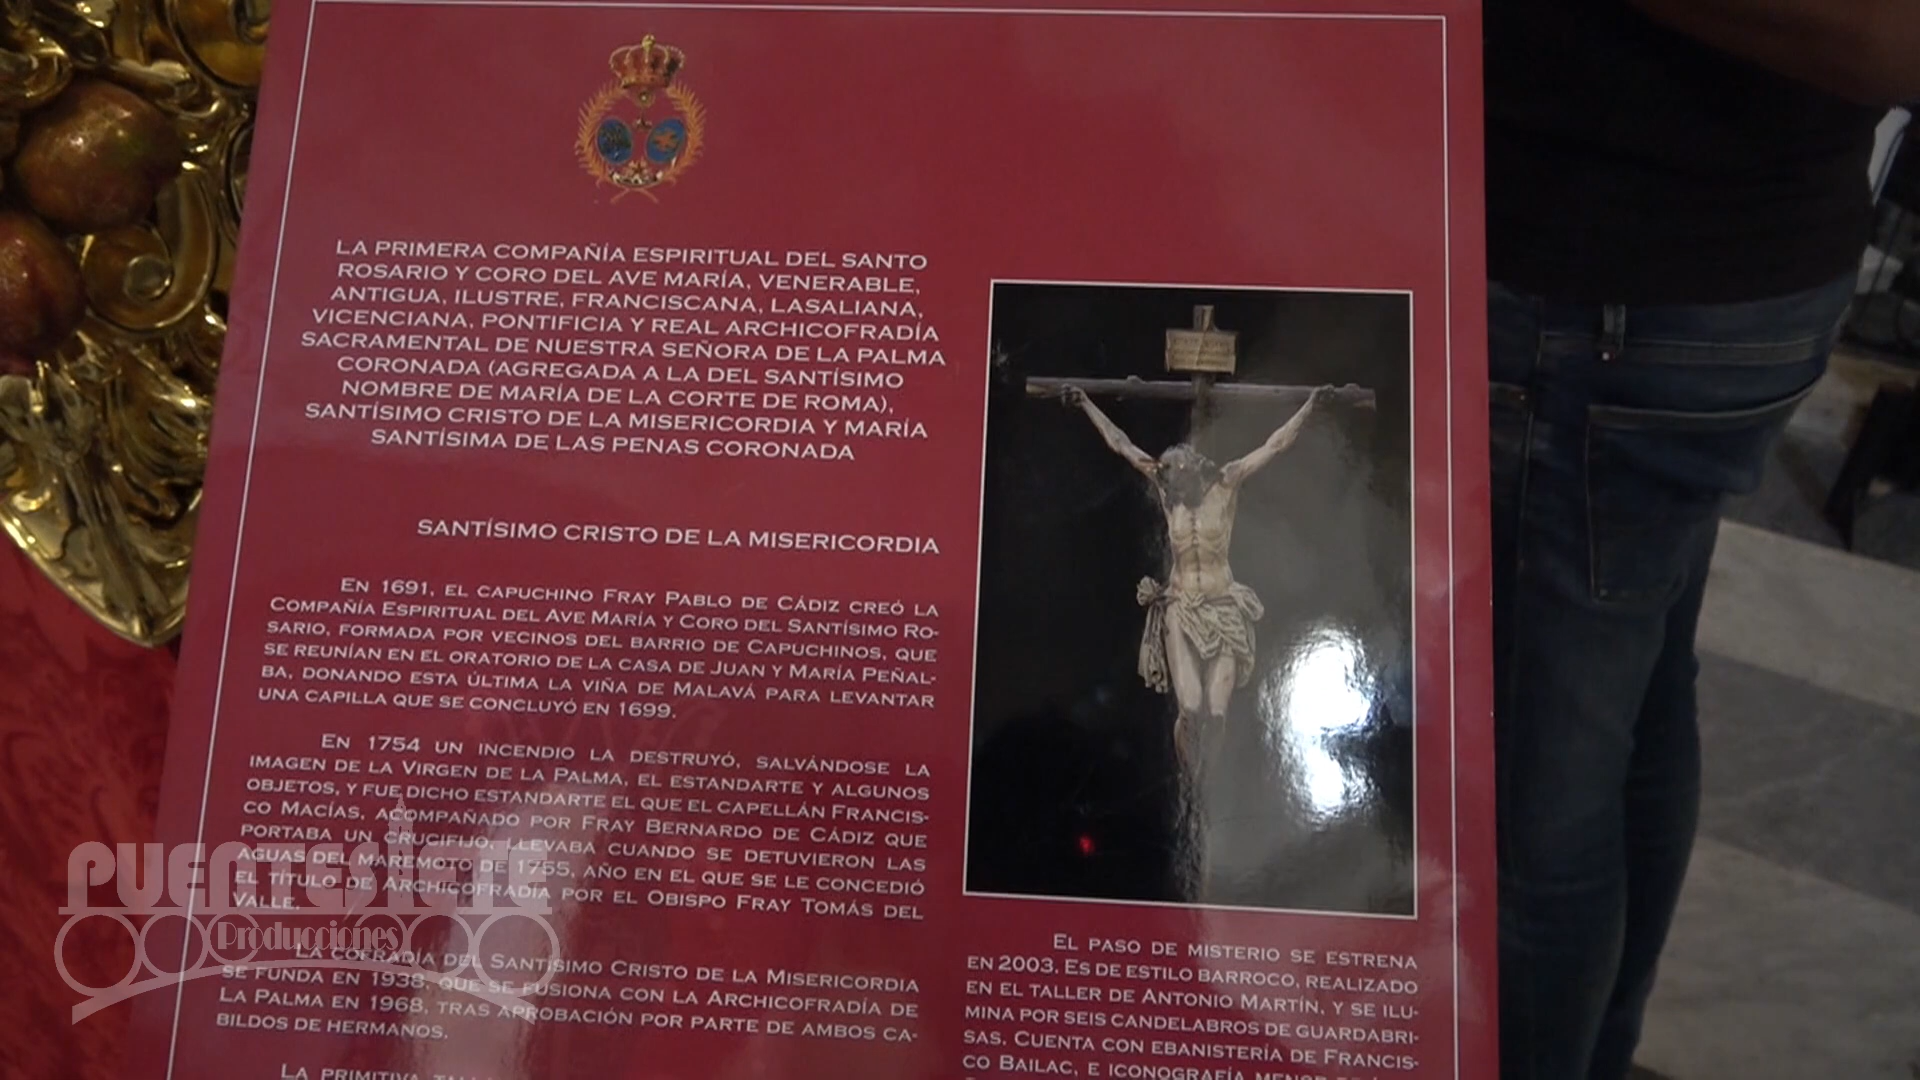 LA PRIMERA COMPAÑÍA ESPIRITUAL DEL SANTO
ROSARIO Y CORO DEL AVE MARÍA, VENERABLE,
ANTIGUA, ILUSTRE, FRANCISCANA, LASALIANA,
VICENCIANA, PONTIFICIA Y REAL ARCHICOFRADÍA
SACRAMENTAL DE NUESTRA SEÑORA DE LA PALMA
CORONADA (AGREGADA A LA DEL SANTÍSIMO
NOMBRE DE MARÍA DE LA CORTE DE ROMA),
SANTÍSIMO CRISTO DE LA MISERICORDIA Y MARÍA
SANTÍSIMA DE LAS PENAS CORONADA
SANTÍSIMO CRISTO DE LA MISERICORDIA
EN 1691, EL CAPUCHINO FRAY PABLO DE CÁDIZ CREÓ LA
COMPAÑÍA ESPIRITUAL DEL AVE MARÍA Y CORO DEL SANTÍSIMO RO-
SARIO, FORMADA POR VECINOS DEL BARRIO DE CAPUCHINOS, QUE
SE REUNÍAN EN EL ORATORIO DE LA CASA DE JUAN Y MARÍA PEÑAL-
BA, DONANDO ESTA ÚLTIMA LA VIÑA DE MALAVÁ PARA LEVANTAR
UNA CAPILLA QUE SE CONCLUYÓ EN 1699.
EN 1754 UN INCENDIO LA DESTRUYÓ, SALVÁNDOSE LA
IMAGEN DE LA VIRGEN DE LA PALMA, EL ESTANDARTE Y ALGUNOS
OBJETOS, Y FUE DICHO ESTANDARTE EL QUE EL CAPELLÁN FRANCIS-
CO MACÍAS, ACOMPAÑADO POR FRAY BERNARDO DE CÁDIZ QUE
PORTABA UN CRUCIFIJO, LLEVABA CUANDO SE DETUVIERON LAS
AGUAS DEL MAREMOTO DE 1755, AÑO EN EL QUE SE LE CONCEDIÓ
EL TÍTULO DE ARCHICOFRADÍA POR EL OBISPO FRAY TOMÁS DEL
VALLE.
LA COFRADÍA DEL SANTÍSIMO CRISTO DE LA MISERICORDIA
SE FUNDA EN 1938, QUE SE FUSIONA CON LA ARCHICOFRADÍA DE
LA PALMA EN 1968, TRAS APROBACIÓN POR PARTE DE AMBOS CA-
BILDOS DE HERMANOS.
LA PRIMITIVA
EL PASO DE MISTERIO SE ESTRENA
EN 2003. ES DE ESTILO BARROCO, REALIZADO
EN EL TALLER DE ANTONIO MARTÍN, Y SE ILU-
MINA POR SEIS CANDELABROS DE GUARDABRI-
SAS. CUENTA CON EBANISTERÍA DE FRANCIS-
CO BAILAC, E ICONOGRAFÍA MENOR
PUENTESIETE
Producciones